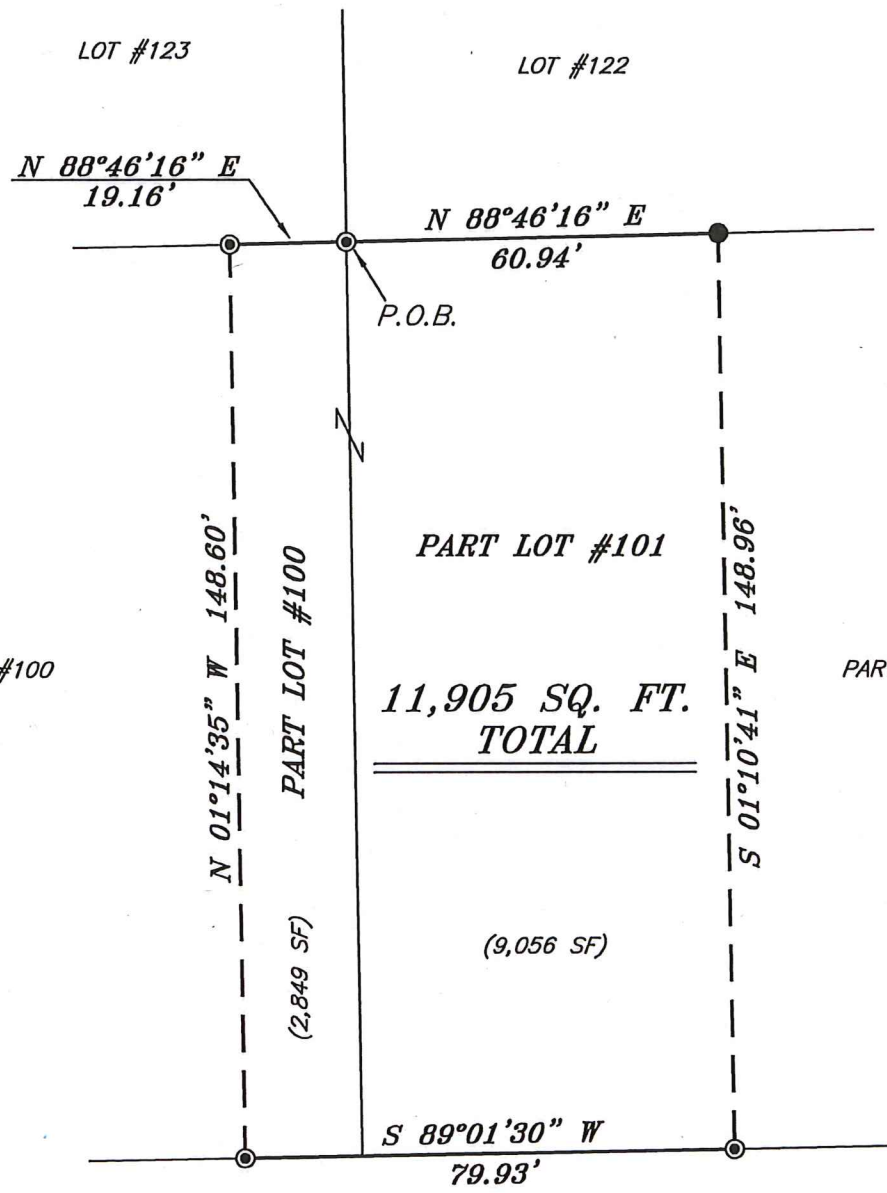 LOT #123
LOT #122
N 88°46'16" E
19.16'
N 88°46'16" E
60.94'
P.O.B.
N 01°14'35" W 148.60'
PART LOT #100
(2,849 SF)
PART LOT #101
11,905 SQ. FT.
TOTAL
(9,056 SF)
S 01°10'41" E 148.96'
#100
PAR
S 89°01'30" W
79.93'